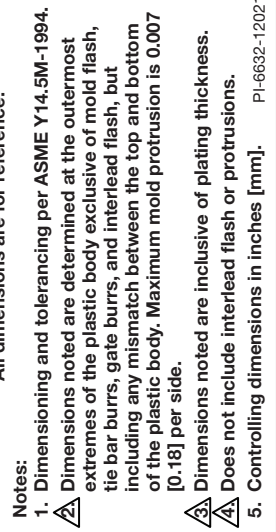 All dimensions are for reference.
Notes:
1. Dimensioning and tolerancing per ASME Y14.5M-1994.
2. Dimensions noted are determined at the outermost
extremes of the plastic body exclusive of mold flash,
tie bar burrs, gate burrs, and interlead flash, but
including any mismatch between the top and bottom
of the plastic body. Maximum mold protrusion is 0.007
[0.18] per side.
3. Dimensions noted are inclusive of plating thickness.
4. Does not include interlead flash or protrusions.
5. Controlling dimensions in inches [mm].
PI-6632-12021